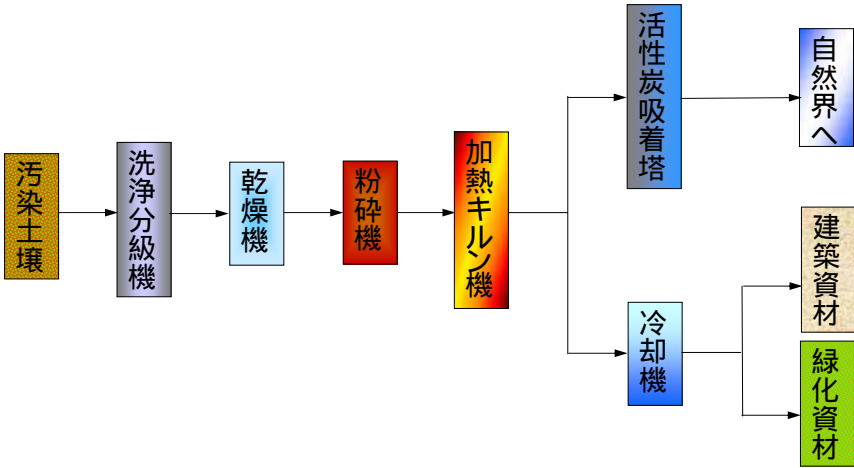 汚染土壌
洗浄分級機
乾燥機
粉砕機
加熱キルン機
活性炭吸着塔
自然界へ
冷却機
建築資材
緑化資材